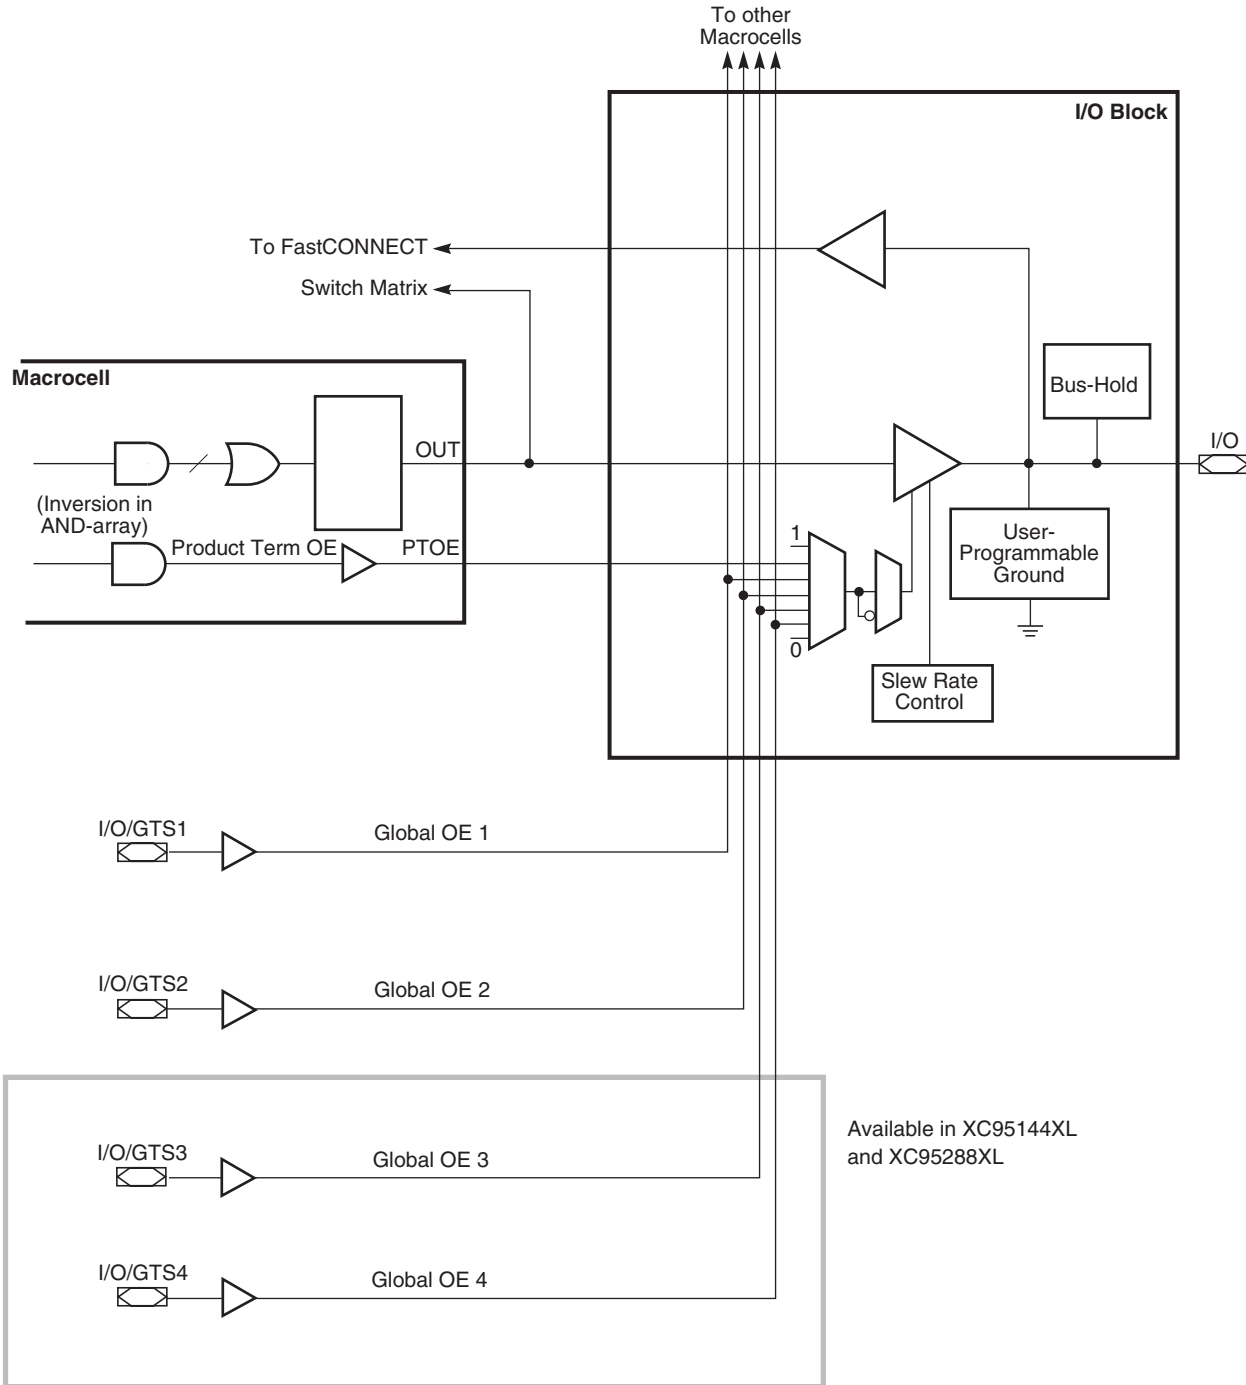 To other
Macrocells
I/O Block
To FastCONNECT
Switch Matrix
Macrocell
Bus-Hold
OUT
I/O
(Inversion in
AND-array)
Product Term OE
PTOE
1
User-
Programmable
Ground
0
Slew Rate
Control
I/O/GTS1
Global OE 1
I/O/GTS2
Global OE 2
I/O/GTS3
Global OE 3
Available in XC95144XL
and XC95288XL
I/O/GTS4
Global OE 4